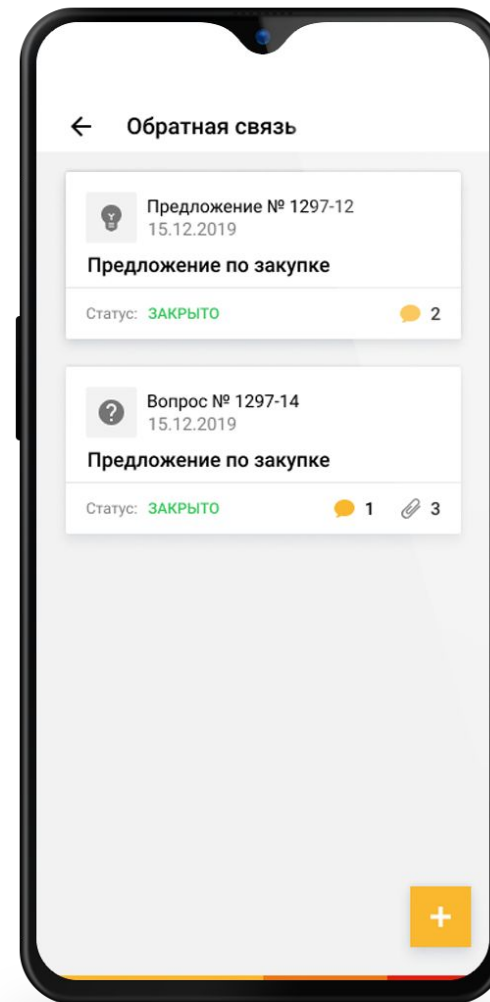 Обратная связь
Предложение № 1297-12
15.12.2019
Предложение по закупке
Статус: ЗАКРЫТО 2
Вопрос № 1297-14
15.12.2019
Предложение по закупке
Статус: ЗАКРЫТО 1 3